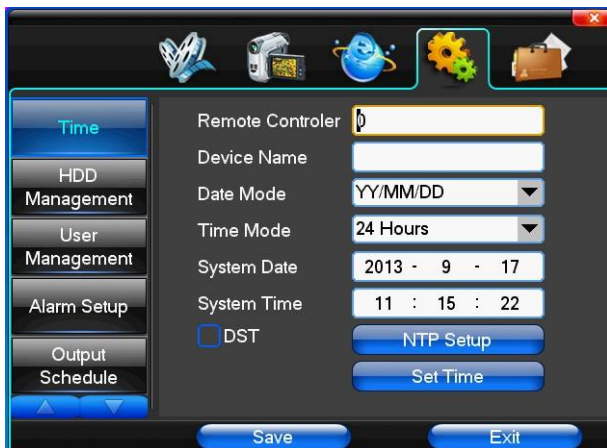 Time
HDD
Management
User
Management
Alarm Setup
Output
Schedule
Remote Controler 0
Device Name
Date Mode YY/MM/DD
Time Mode 24 Hours
System Date 2013 - 9 - 17
System Time 11 : 15 : 22
DST NTP Setup
Set Time
Save Exit